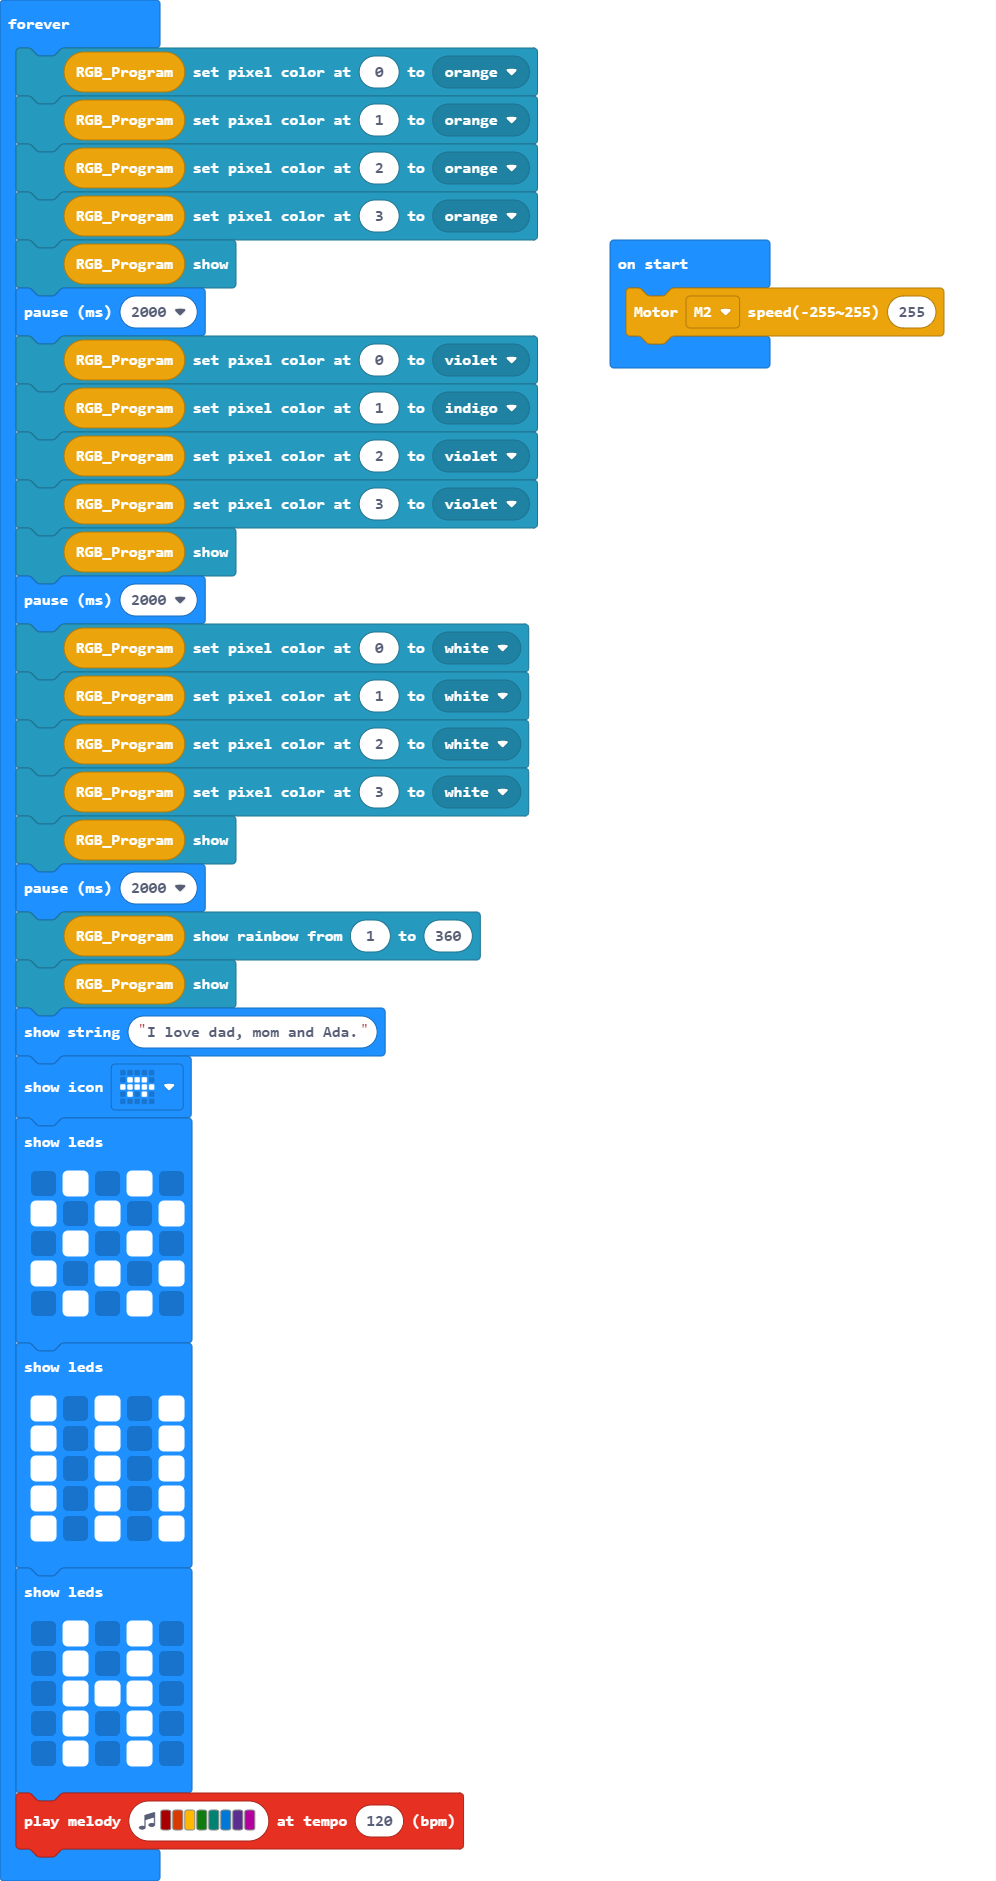 forever
RGB_Program set pixel color at 0 to orange
RGB_Program set pixel color at 1 to orange
RGB_Program set pixel color at 2 to orange
RGB_Program set pixel color at 3 to orange
RGB_Program show
pause (ms) 2000
RGB_Program set pixel color at 0 to violet
RGB_Program set pixel color at 1 to indigo
RGB_Program set pixel color at 2 to violet
RGB_Program set pixel color at 3 to violet
RGB_Program show
pause (ms) 2000
RGB_Program set pixel color at 0 to white
RGB_Program set pixel color at 1 to white
RGB_Program set pixel color at 2 to white
RGB_Program set pixel color at 3 to white
RGB_Program show
pause (ms) 2000
RGB_Program show rainbow from 1 to 360
RGB_Program show
show string "I love dad, mom and Ada."
show icon
show leds
show leds
show leds
play melody at tempo 120 (bpm)
on start
Motor M2 speed(-255~255) 255